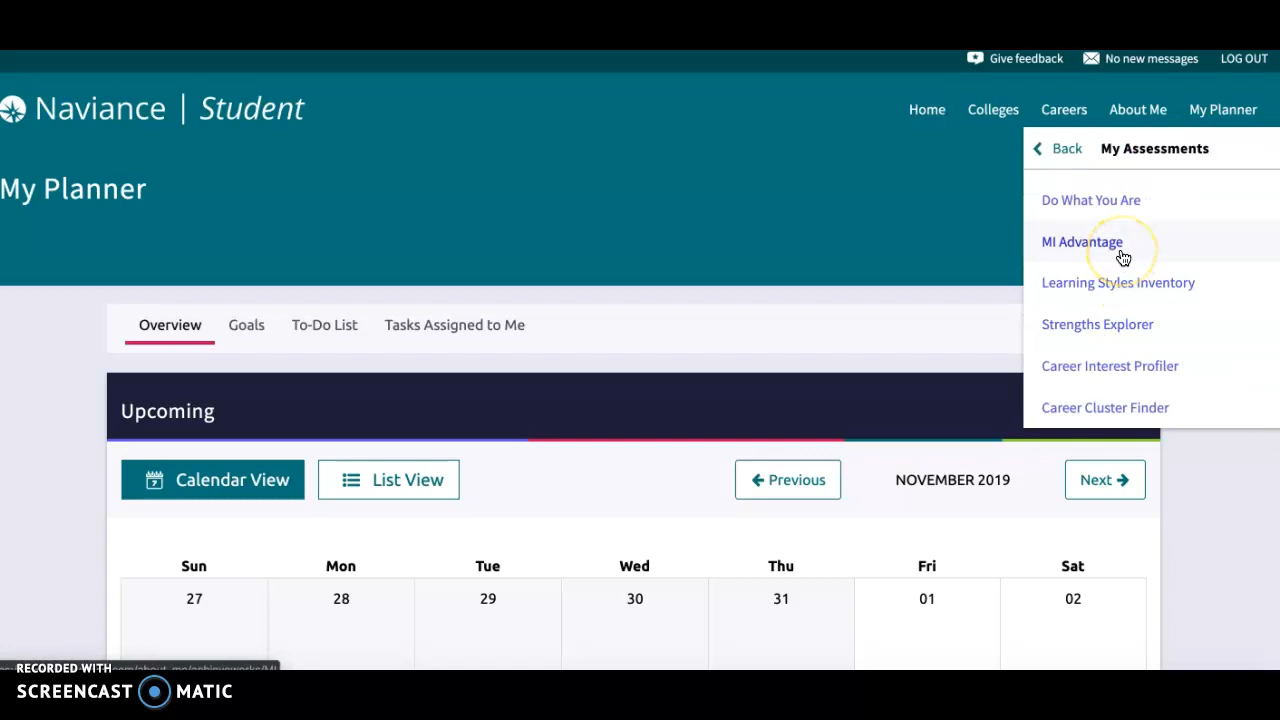 Give feedback No new messages LOG OUT
Naviance | Student
Home Colleges Careers About Me My Planner
Back My Assessments
My Planner
Do What You Are
MI Advantage
Learning Styles Inventory
Strengths Explorer
Career Interest Profiler
Career Cluster Finder
Overview Goals To-Do List Tasks Assigned to Me
Upcoming
7 Calendar View List View Previous NOVEMBER 2019 Next
Sun Mon Tue Wed Thu Fri Sat
27 28 29 30 31 01 02
RECORDED WITH
SCREENCAST MATIC